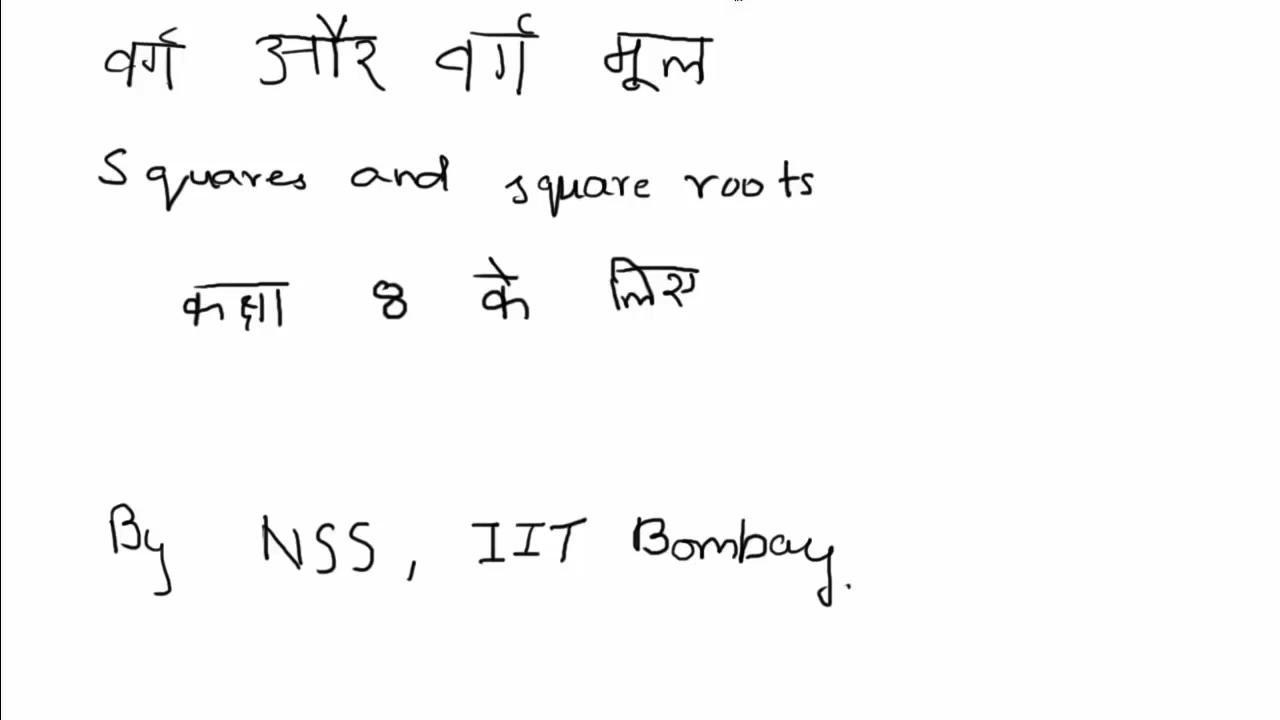 वर्ग और वर्ग मूल
Squares and square roots
कक्षा 8 के लिए
By NSS, IIT Bombay.